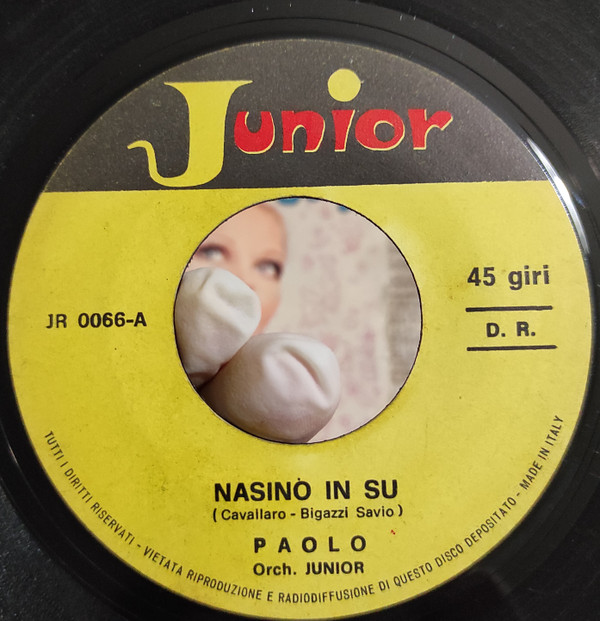 Junior
45 giri
JR 0066-A
D. R.
NASINO IN SU
( Cavallaro - Bigazzi Savio )
PAOLO
Orch. JUNIOR
TUTTI I DIRITTI RISERVATI - VIETATA RIPRODUZIONE E RADIODIFFUSIONE DI QUESTO DISCO DEPOSITATO - MADE IN ITALY